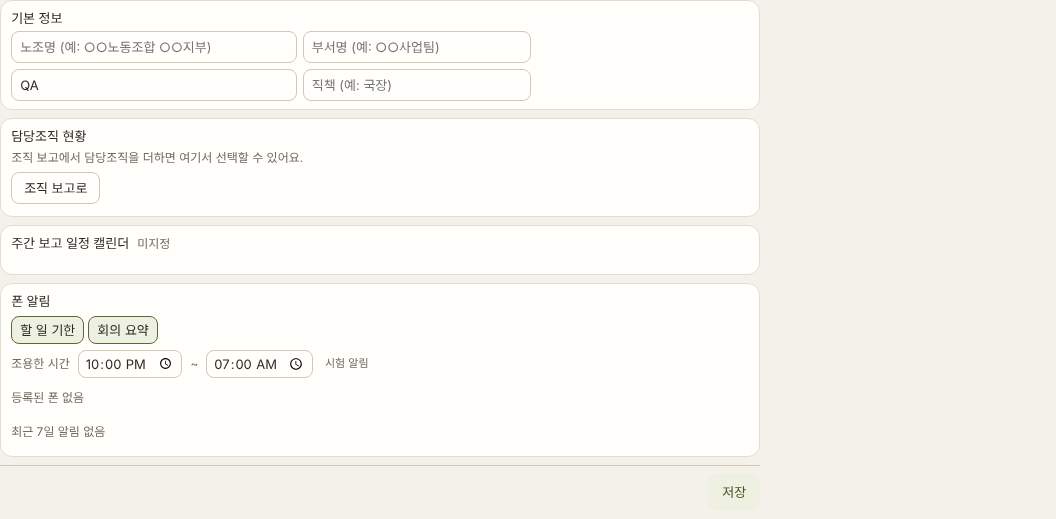 기본 정보
노조명 (예: ○○노동조합 ○○지부) 부서명 (예: ○○사업팀)
QA 직책 (예: 국장)
담당조직 현황
조직 보고에서 담당조직을 더하면 여기서 선택할 수 있어요.
조직 보고로
주간 보고 일정 캘린더 미지정
폰 알림
할 일 기한 회의 요약
조용한 시간 10:00 PM ~ 07:00 AM 시험 알림
등록된 폰 없음
최근 7일 알림 없음
저장